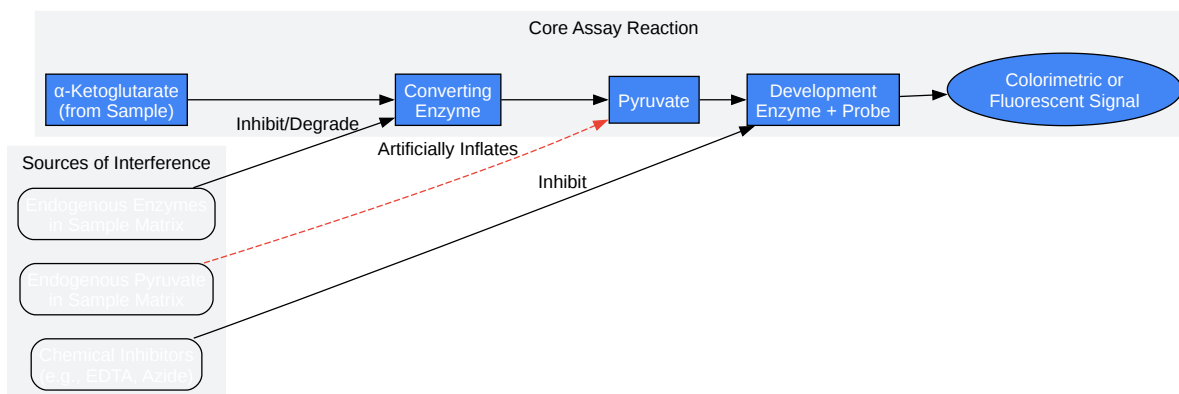 Core Assay Reaction
α-Ketoglutarate
(from Sample)
Converting
Enzyme
Pyruvate
Development
Enzyme + Probe
Colorimetric or
Fluorescent Signal
Inhibit/Degrade
Artificially Inflates
Inhibit
Sources of Interference
Endogenous Enzymes
in Sample Matrix
Endogenous Pyruvate
in Sample Matrix
Chemical Inhibitors
(e.g., EDTA, Azide)